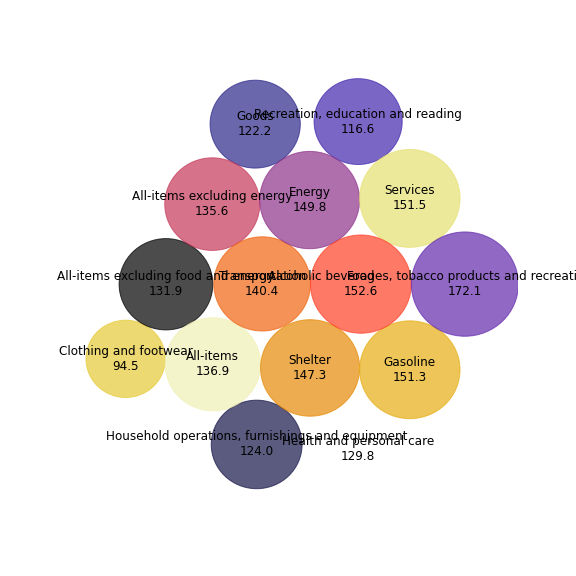 Goods
122.2
Recreation, education and reading
116.6
All-items excluding energy
135.6
Energy
149.8
Services
151.5
All-items excluding food and energy
131.9
Transportation
140.4
Food
152.6
Alcoholic beverages, tobacco products and recreati
172.1
Clothing and footwear
94.5
All-items
136.9
Shelter
147.3
Gasoline
151.3
Household operations, furnishings and equipment
124.0
Health and personal care
129.8